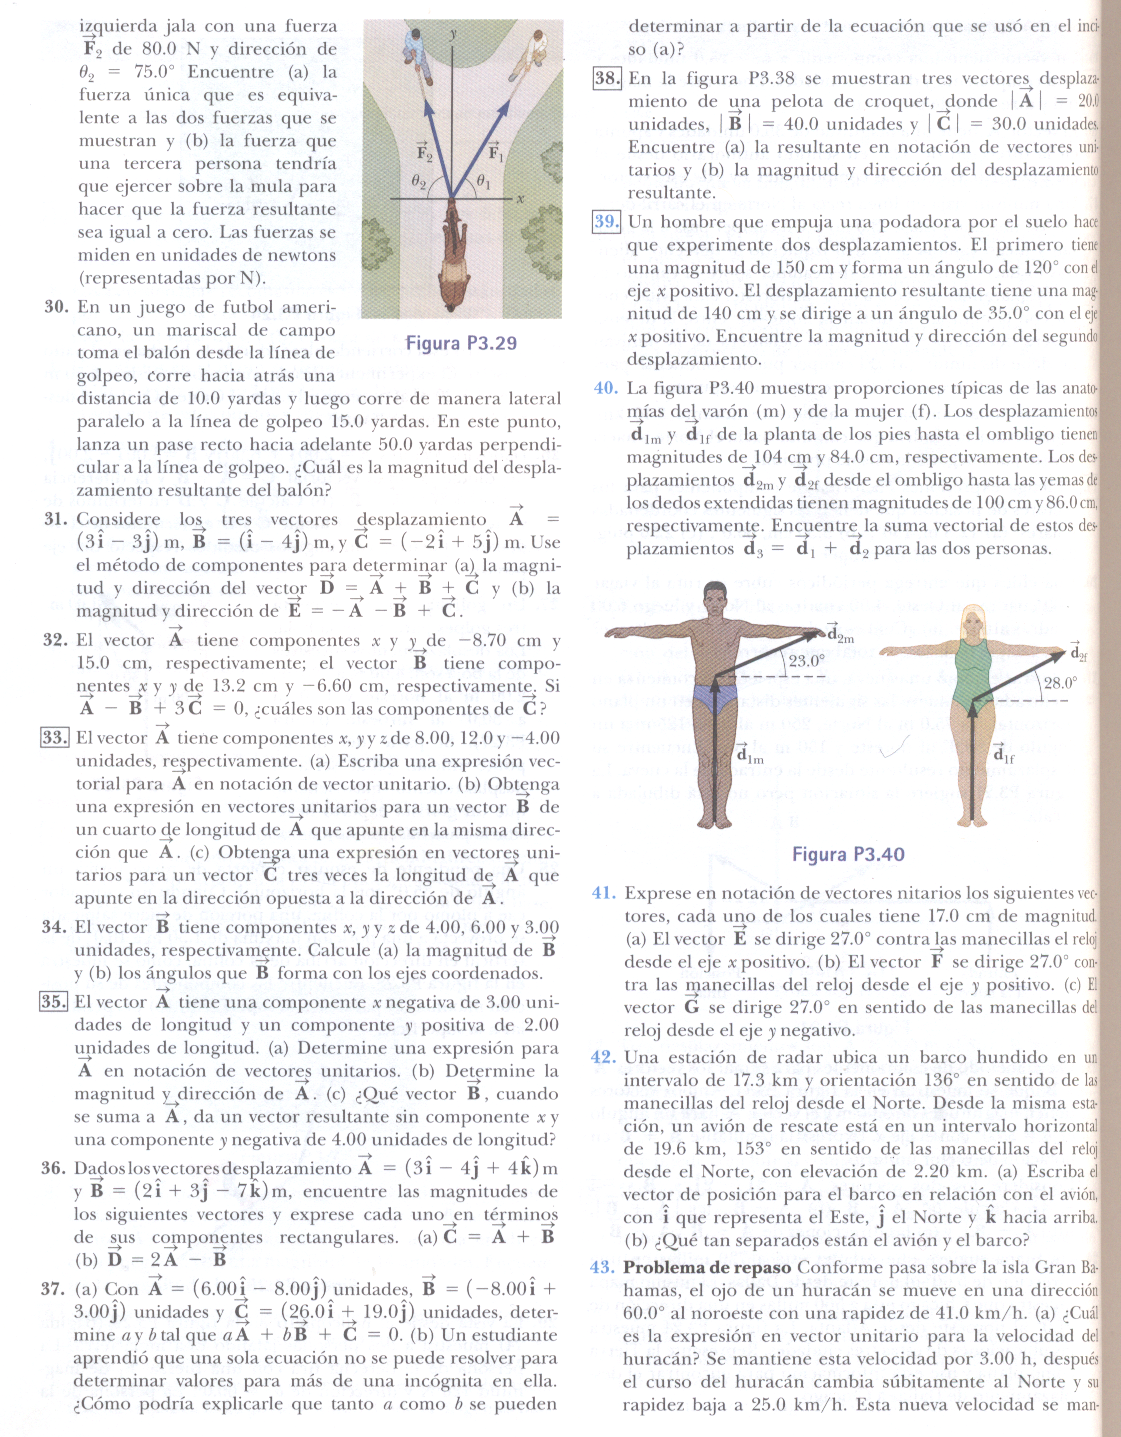 izquierda jala con una fuerza
F₂ de 80.0 N y dirección de
θ₂ = 75.0° Encuentre (a) la
fuerza única que es equiva-
lente a las dos fuerzas que se
muestran y (b) la fuerza que
una tercera persona tendría
que ejercer sobre la mula para
hacer que la fuerza resultante
sea igual a cero. Las fuerzas se
miden en unidades de newtons
(representadas por N).
y
F₂ F₁
θ₂ θ₁
x
Figura P3.29
30. En un juego de futbol ameri-
cano, un mariscal de campo
toma el balón desde la línea de
golpeo, corre hacia atrás una
distancia de 10.0 yardas y luego corre de manera lateral
paralelo a la línea de golpeo 15.0 yardas. En este punto,
lanza un pase recto hacia adelante 50.0 yardas perpendi-
cular a la línea de golpeo. ¿Cuál es la magnitud del despla-
zamiento resultante del balón?
31. Considere los tres vectores desplazamiento A⃗ =
(3î − 3ĵ) m, B⃗ = (î − 4ĵ) m, y C⃗ = (−2î + 5ĵ) m. Use
el método de componentes para determinar (a) la magni-
tud y dirección del vector D⃗ = A⃗ + B⃗ + C⃗ y (b) la
magnitud y dirección de E⃗ = −A⃗ − B⃗ + C⃗.
32. El vector A⃗ tiene componentes x y y de −8.70 cm y
15.0 cm, respectivamente; el vector B⃗ tiene compo-
nentes x y y de 13.2 cm y −6.60 cm, respectivamente. Si
A⃗ − B⃗ + 3C⃗ = 0, ¿cuáles son las componentes de C⃗?
33. El vector A⃗ tiene componentes x, y y z de 8.00, 12.0 y −4.00
unidades, respectivamente. (a) Escriba una expresión vec-
torial para A⃗ en notación de vector unitario. (b) Obtenga
una expresión en vectores unitarios para un vector B⃗ de
un cuarto de longitud de A⃗ que apunte en la misma direc-
ción que A⃗. (c) Obtenga una expresión en vectores uni-
tarios para un vector C⃗ tres veces la longitud de A⃗ que
apunte en la dirección opuesta a la dirección de A⃗.
34. El vector B⃗ tiene componentes x, y y z de 4.00, 6.00 y 3.00
unidades, respectivamente. Calcule (a) la magnitud de B⃗
y (b) los ángulos que B⃗ forma con los ejes coordenados.
35. El vector A⃗ tiene una componente x negativa de 3.00 uni-
dades de longitud y un componente y positiva de 2.00
unidades de longitud. (a) Determine una expresión para
A⃗ en notación de vectores unitarios. (b) Determine la
magnitud y dirección de A⃗. (c) ¿Qué vector B⃗, cuando
se suma a A⃗, da un vector resultante sin componente x y
una componente y negativa de 4.00 unidades de longitud?
36. Dados los vectores desplazamiento A⃗ = (3î − 4ĵ + 4k̂) m
y B⃗ = (2î + 3ĵ − 7k̂) m, encuentre las magnitudes de
los siguientes vectores y exprese cada uno en términos
de sus componentes rectangulares. (a) C⃗ = A⃗ + B⃗
(b) D⃗ = 2A⃗ − B⃗
37. (a) Con A⃗ = (6.00î − 8.00ĵ) unidades, B⃗ = (−8.00î +
3.00ĵ) unidades y C⃗ = (26.0î + 19.0ĵ) unidades, deter-
mine a y b tal que aA⃗ + bB⃗ + C⃗ = 0. (b) Un estudiante
aprendió que una sola ecuación no se puede resolver para
determinar valores para más de una incógnita en ella.
¿Cómo podría explicarle que tanto a como b se pueden
determinar a partir de la ecuación que se usó en el inci-
so (a)?
38. En la figura P3.38 se muestran tres vectores desplaza-
miento de una pelota de croquet, donde |A⃗| = 20.0
unidades, |B⃗| = 40.0 unidades y |C⃗| = 30.0 unidades.
Encuentre (a) la resultante en notación de vectores uni-
tarios y (b) la magnitud y dirección del desplazamiento
resultante.
39. Un hombre que empuja una podadora por el suelo hace
que experimente dos desplazamientos. El primero tiene
una magnitud de 150 cm y forma un ángulo de 120° con el
eje x positivo. El desplazamiento resultante tiene una mag-
nitud de 140 cm y se dirige a un ángulo de 35.0° con el eje
x positivo. Encuentre la magnitud y dirección del segundo
desplazamiento.
40. La figura P3.40 muestra proporciones típicas de las anato-
mías del varón (m) y de la mujer (f). Los desplazamientos
d⃗1m y d⃗1f de la planta de los pies hasta el ombligo tienen
magnitudes de 104 cm y 84.0 cm, respectivamente. Los des-
plazamientos d⃗2m y d⃗2f desde el ombligo hasta las yemas de
los dedos extendidas tienen magnitudes de 100 cm y 86.0 cm,
respectivamente. Encuentre la suma vectorial de estos des-
plazamientos d⃗3 = d⃗1 + d⃗2 para las dos personas.
d⃗2m
23.0°
d⃗1m
d⃗2f
28.0°
d⃗1f
Figura P3.40
41. Exprese en notación de vectores nitarios los siguientes vec-
tores, cada uno de los cuales tiene 17.0 cm de magnitud.
(a) El vector E⃗ se dirige 27.0° contra las manecillas el reloj
desde el eje x positivo. (b) El vector F⃗ se dirige 27.0° con-
tra las manecillas del reloj desde el eje y positivo. (c) El
vector G⃗ se dirige 27.0° en sentido de las manecillas del
reloj desde el eje y negativo.
42. Una estación de radar ubica un barco hundido en un
intervalo de 17.3 km y orientación 136° en sentido de las
manecillas del reloj desde el Norte. Desde la misma esta-
ción, un avión de rescate está en un intervalo horizontal
de 19.6 km, 153° en sentido de las manecillas del reloj
desde el Norte, con elevación de 2.20 km. (a) Escriba el
vector de posición para el barco en relación con el avión,
con î que representa el Este, ĵ el Norte y k̂ hacia arriba.
(b) ¿Qué tan separados están el avión y el barco?
43. Problema de repaso Conforme pasa sobre la isla Gran Ba-
hamas, el ojo de un huracán se mueve en una dirección
60.0° al noroeste con una rapidez de 41.0 km/h. (a) ¿Cuál
es la expresión en vector unitario para la velocidad del
huracán? Se mantiene esta velocidad por 3.00 h, después
el curso del huracán cambia súbitamente al Norte y su
rapidez baja a 25.0 km/h. Esta nueva velocidad se man-